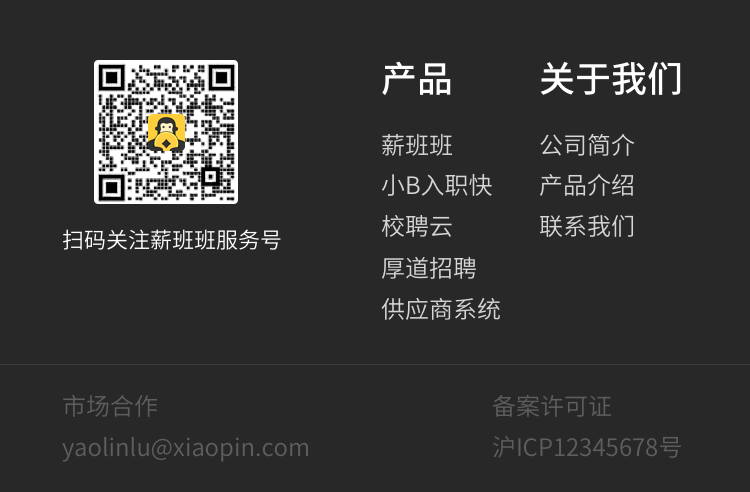 扫码关注薪班班服务号
产品
薪班班
小B入职快
校聘云
厚道招聘
供应商系统
关于我们
公司简介
产品介绍
联系我们
市场合作
yaolinlu@xiaopin.com
备案许可证
沪ICP12345678号